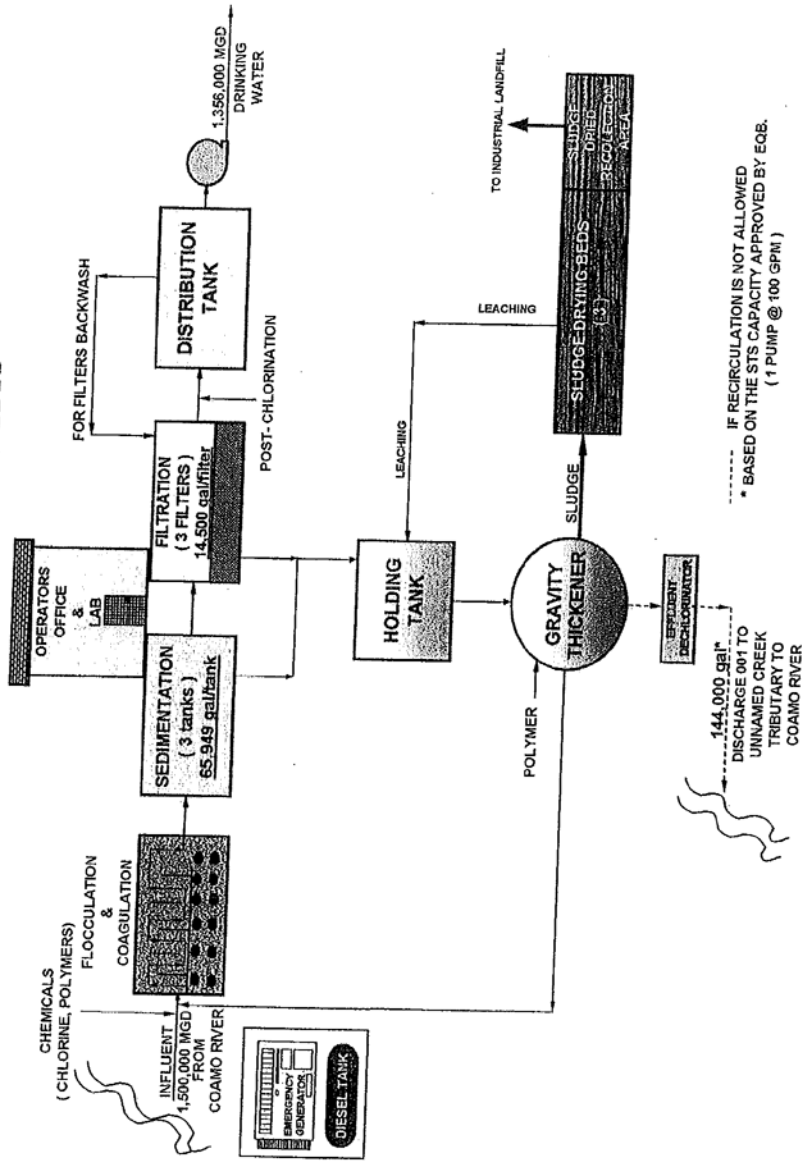 CHEMICALS
( CHLORINE, POLYMERS)
INFLUENT
1,500,000 MGD
FROM
COAMO RIVER
EMERGENCY
GENERATOR
DIESEL TANK
FLOCCULATION
&
COAGULATION
SEDIMENTATION
( 3 tanks )
65,949 gal/tank
OPERATORS
OFFICE
&
LAB
FILTRATION
( 3 FILTERS )
14,500 gal/filter
FOR FILTERS BACKWASH
POST- CHLORINATION
DISTRIBUTION
TANK
1.356,000 MGD
DRINKING
WATER
HOLDING
TANK
LEACHING
LEACHING
POLYMER
GRAVITY
THICKENER
SLUDGE
SLUDGE DRYING BEDS
( 3 )
SLUDGE
DRIED
RECOLECTION
AREA
TO INDUSTRIAL LANDFILL
EFFLUENT
DECHLORINATOR
144,000 gal*
DISCHARGE 001 TO
UNNAMED CREEK
TRIBUTARY TO
COAMO RIVER
------ IF RECIRCULATION IS NOT ALLOWED
* BASED ON THE STS CAPACITY APPROVED BY EQB.
( 1 PUMP @ 100 GPM )